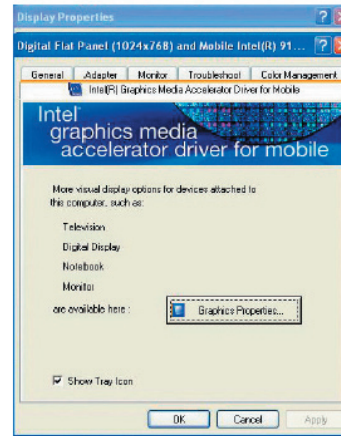 Display Properties
Digital Flat Panel (1024x768) and Mobile Intel(R) 91...
General Adapter Monitor Troubleshoot Color Management
Intel(R) Graphics Media Accelerator Driver for Mobile
Intel
graphics media
accelerator driver for mobile
More visual display options for devices attached to
this computer, such as:
Television
Digital Display
Notebook
Monitor
are available here :
Graphics Properties...
Show Tray Icon
OK Cancel Apply